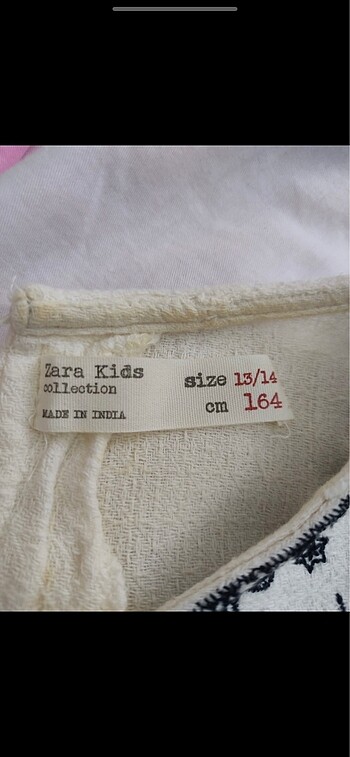 Zara Kids
collection
MADE IN INDIA
size 13/14
cm 164